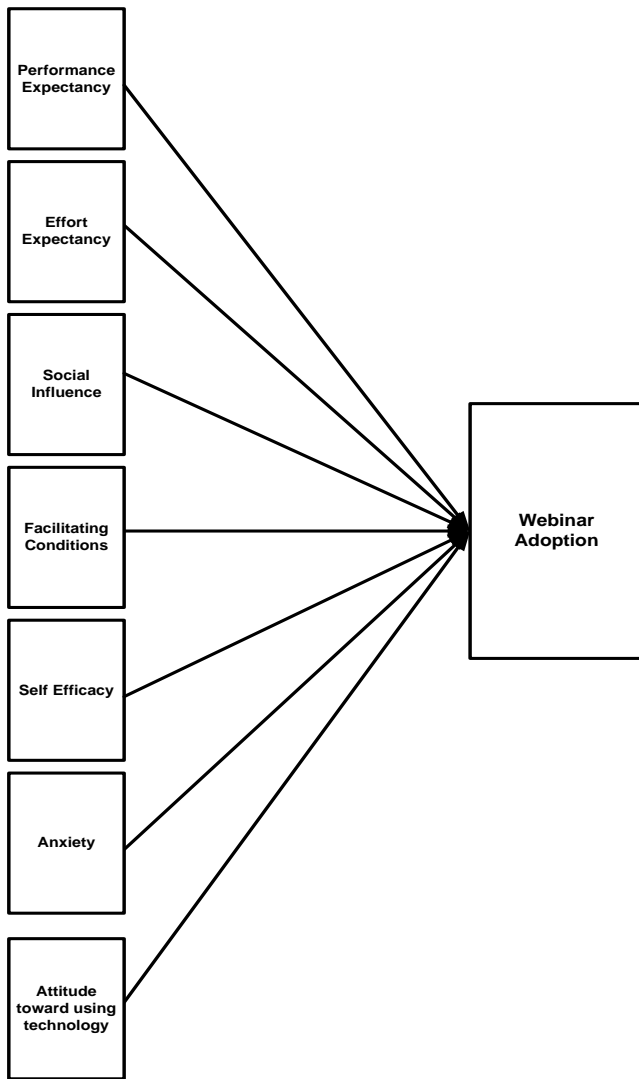 Performance
Expectancy
Effort
Expectancy
Social
Influence
Facilitating
Conditions
Self Efficacy
Anxiety
Attitude
toward using
technology
Webinar
Adoption